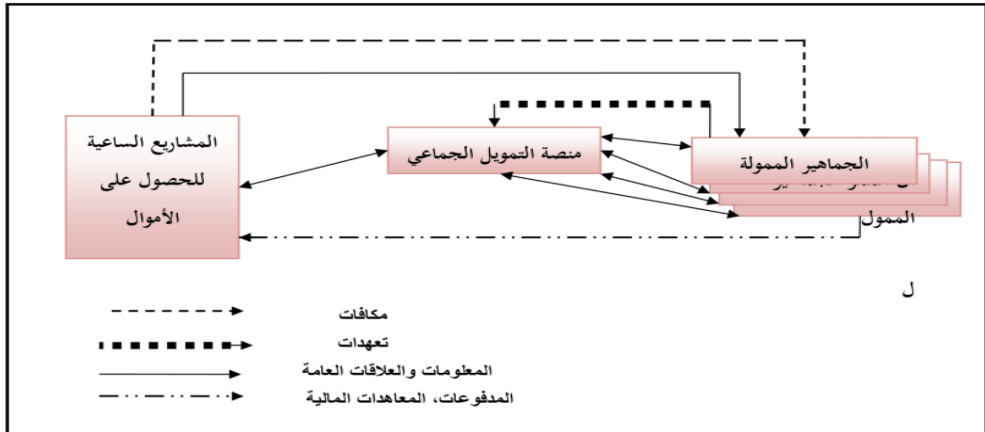 المشاريع الساعية
للحصول على
الأموال
منصة التمويل الجماعي
الجماهير الممولة
الممول
ل
مكافات
تعهدات
المعلومات والعلاقات العامة
المدفوعات، المعاهدات المالية